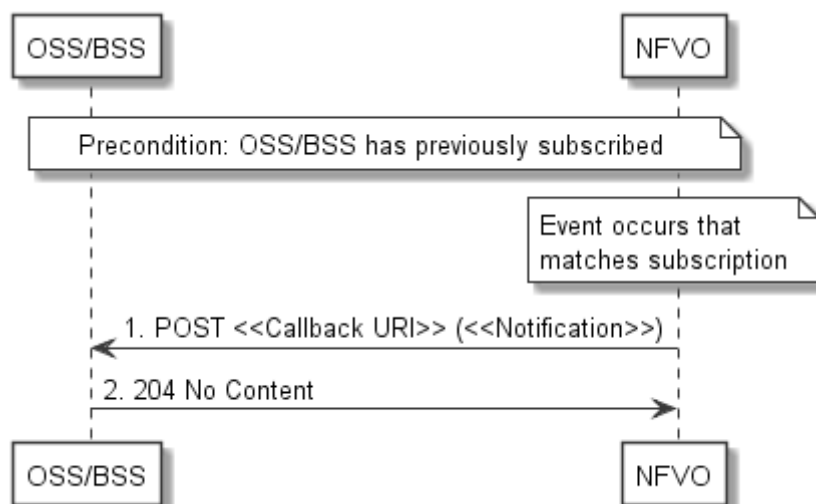 OSS/BSS
NFVO
Precondition: OSS/BSS has previously subscribed
Event occurs that
matches subscription
1. POST <<Callback URI>> (<<Notification>>)
2. 204 No Content
OSS/BSS
NFVO